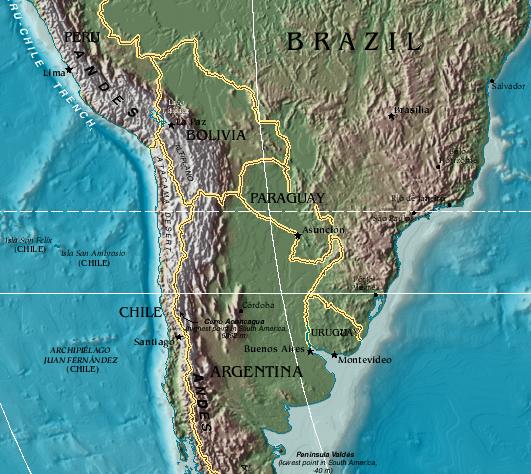 PERU
BRAZIL
PERU-CHILE TRENCH
Lima
ANDES
Salvador
Brasília
La Paz
BOLIVIA
ALTIPLANO
ATACAMA DESERT
PARAGUAY
Rio de Janeiro
São Paulo
Asunción
Isla San Félix
(CHILE)
Isla San Ambrosio
(CHILE)
Porto
CHILE
Córdoba
Cerro Aconcagua
(highest point in South America,
URUGUAY
Santiago
ARCHIPIÉLAGO
JUAN FERNÁNDEZ
(CHILE)
Buenos Aires
Montevideo
ARGENTINA
ANDES
Península Valdés
(lowest point in South America,
-40 m)